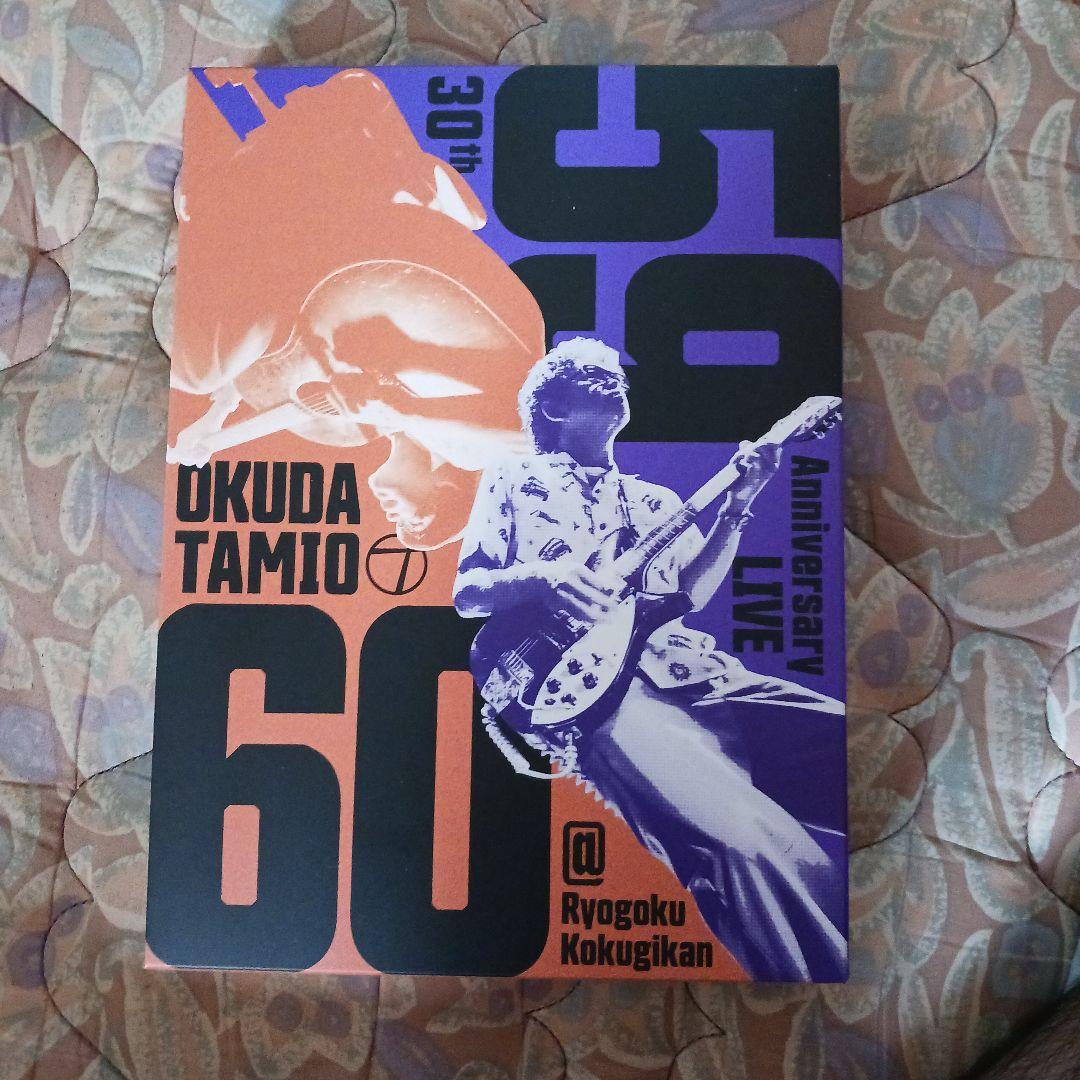 30th
59
Anniversary
LIVE
OKUDA
TAMIO
60
@
Ryogoku
Kokugikan